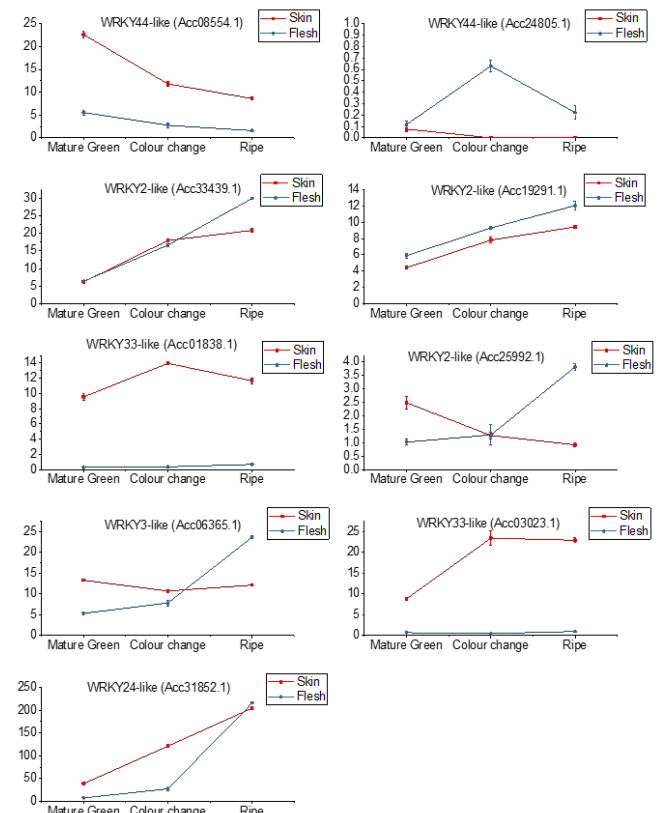 WRKY44-like (Acc08554.1)
Skin
Flesh
25
20
15
10
5
0
Mature Green Colour change Ripe
WRKY44-like (Acc24805.1)
Skin
Flesh
1.0
0.9
0.8
0.7
0.6
0.5
0.4
0.3
0.2
0.1
0.0
Mature Green Colour change Ripe
WRKY2-like (Acc33439.1)
Skin
Flesh
30
25
20
15
10
5
0
Mature Green Colour change Ripe
WRKY2-like (Acc19291.1)
Skin
Flesh
14
12
10
8
6
4
2
0
Mature Green Colour change Ripe
WRKY33-like (Acc01838.1)
Skin
Flesh
14
12
10
8
6
4
2
0
Mature Green Colour change Ripe
WRKY2-like (Acc25992.1)
Skin
Flesh
4.0
3.5
3.0
2.5
2.0
1.5
1.0
0.5
0.0
Mature Green Colour change Ripe
WRKY3-like (Acc06365.1)
Skin
Flesh
25
20
15
10
5
0
Mature Green Colour change Ripe
WRKY33-like (Acc03023.1)
Skin
Flesh
25
20
15
10
5
0
Mature Green Colour change Ripe
WRKY24-like (Acc31852.1)
Skin
Flesh
250
200
150
100
50
0
Mature Green Colour change Ripe